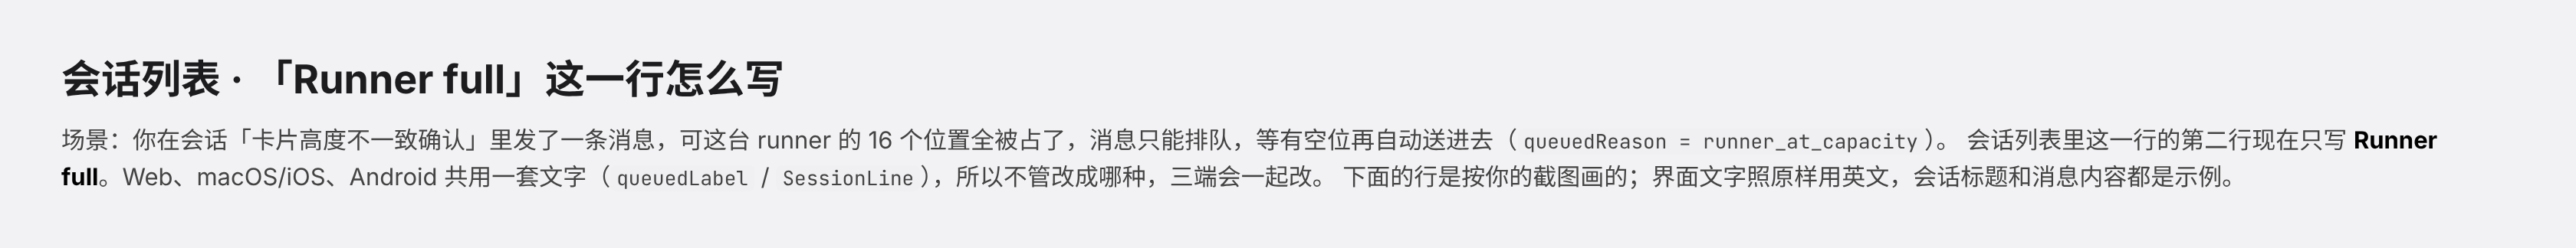 会话列表 · 「Runner full」这一行怎么写
场景：你在会话「卡片高度不一致确认」里发了一条消息，可这台 runner 的 16 个位置全被占了，消息只能排队，等有空位再自动送进去（ queuedReason = runner_at_capacity ）。 会话列表里这一行的第二行现在只写 Runner
full。Web、macOS/iOS、Android 共用一套文字（ queuedLabel / SessionLine ），所以不管改成哪种，三端会一起改。 下面的行是按你的截图画的；界面文字照原样用英文，会话标题和消息内容都是示例。